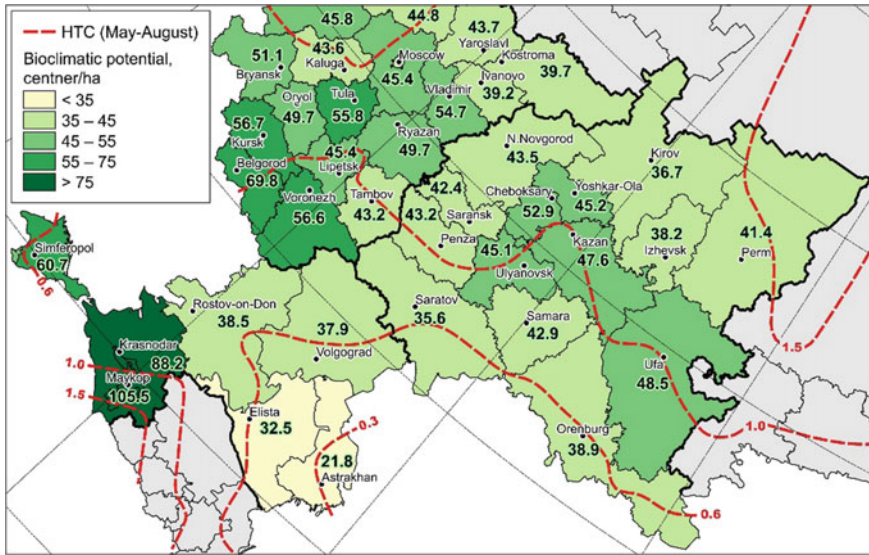 HTC (May-August)
Bioclimatic potential,
centner/ha
< 35
35 – 45
45 – 55
55 – 75
> 75
45.8
44.8
43.7
43.6
Kaluga
51.1
Bryansk
Moscow
45.4
Yaroslavl
Kostroma
39.7
Ivanovo
39.2
Vladimir
54.7
Oryol
49.7
Tula
55.8
Ryazan
49.7
56.7
Kursk
Belgorod
69.8
45.4
Lipetsk
Voronezh
56.6
Tambov
43.2
N.Novgorod
43.5
Kirov
36.7
42.4
43.2
Saransk
Penza
Cheboksary
52.9
Yoshkar-Ola
45.2
45.1
Ulyanovsk
Kazan
47.6
38.2
Izhevsk
41.4
Perm
1.5
Simferopol
60.7
0.6
Rostov-on-Don
38.5
37.9
Volgograd
Saratov
35.6
Samara
42.9
Ufa
48.5
Krasnodar
88.2
1.0
Maykop
105.5
1.5
Elista
32.5
0.3
21.8
Astrakhan
Orenburg
38.9
1.0
0.6